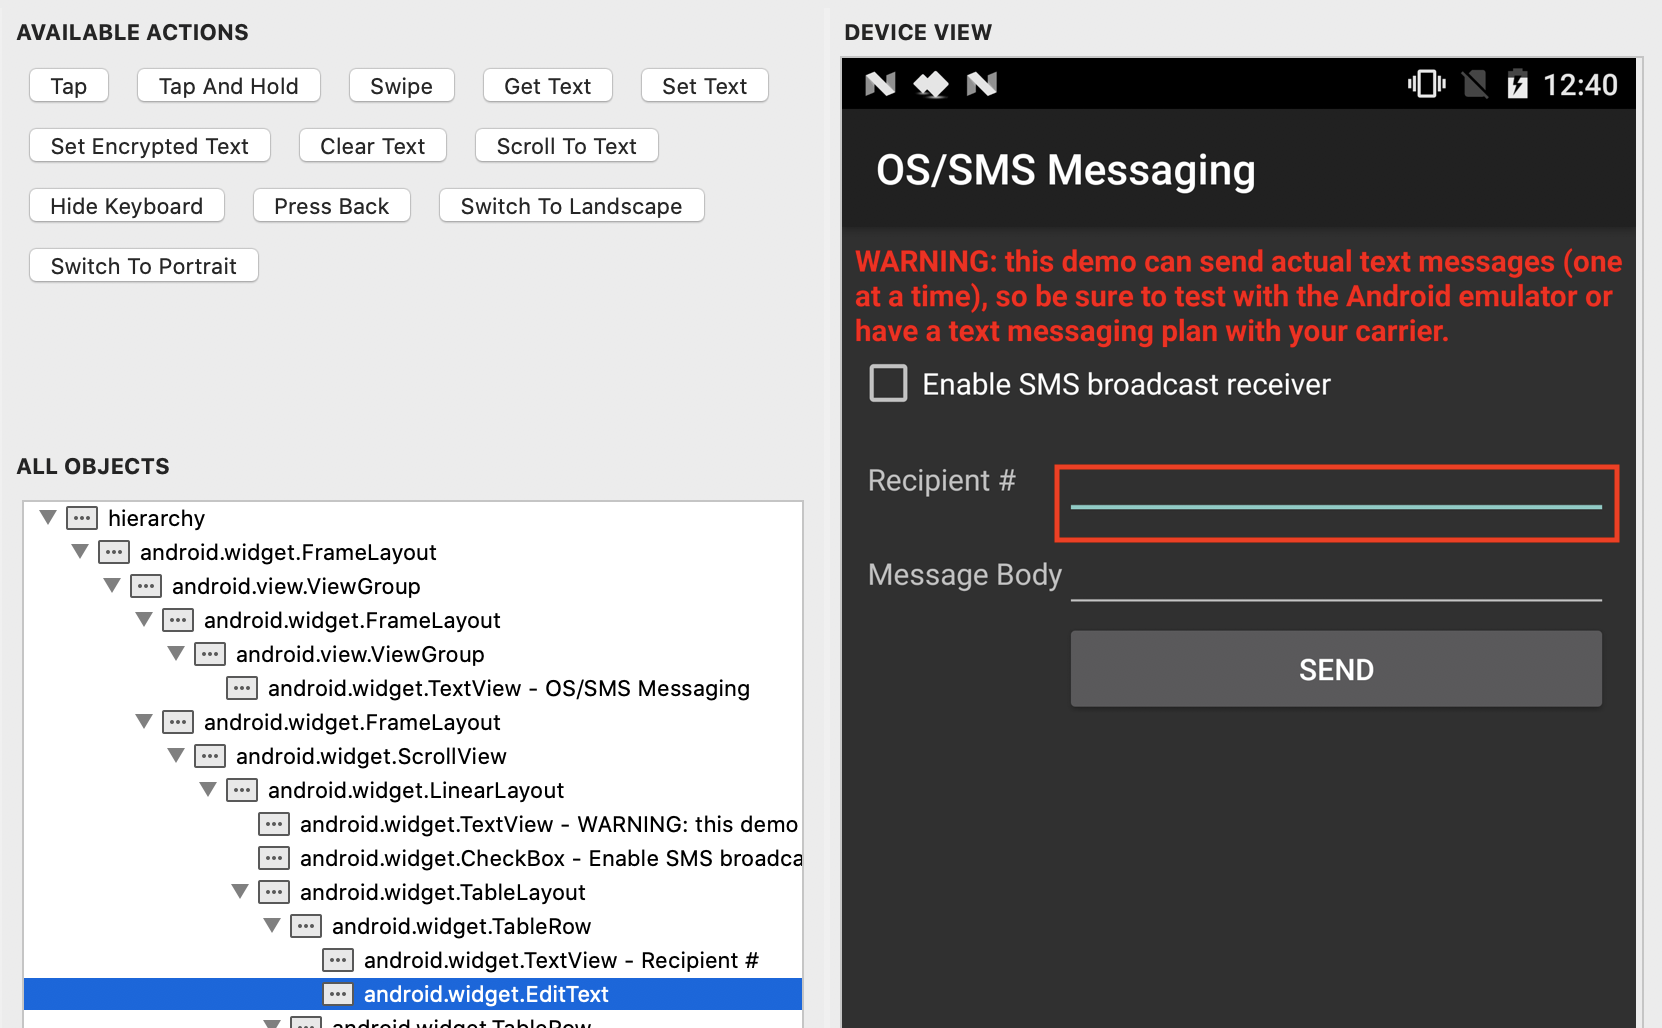 AVAILABLE ACTIONS
Tap
Tap And Hold
Swipe
Get Text
Set Text
Set Encrypted Text
Clear Text
Scroll To Text
Hide Keyboard
Press Back
Switch To Landscape
Switch To Portrait
ALL OBJECTS
hierarchy
android.widget.FrameLayout
android.view.ViewGroup
android.widget.FrameLayout
android.view.ViewGroup
android.widget.TextView - OS/SMS Messaging
android.widget.FrameLayout
android.widget.ScrollView
android.widget.LinearLayout
android.widget.TextView - WARNING: this demo
android.widget.CheckBox - Enable SMS broadca
android.widget.TableLayout
android.widget.TableRow
android.widget.TextView - Recipient #
android.widget.EditText
android.widget.TableRow
DEVICE VIEW
12:40
OS/SMS Messaging
WARNING: this demo can send actual text messages (one
at a time), so be sure to test with the Android emulator or
have a text messaging plan with your carrier.
Enable SMS broadcast receiver
Recipient #
Message Body
SEND